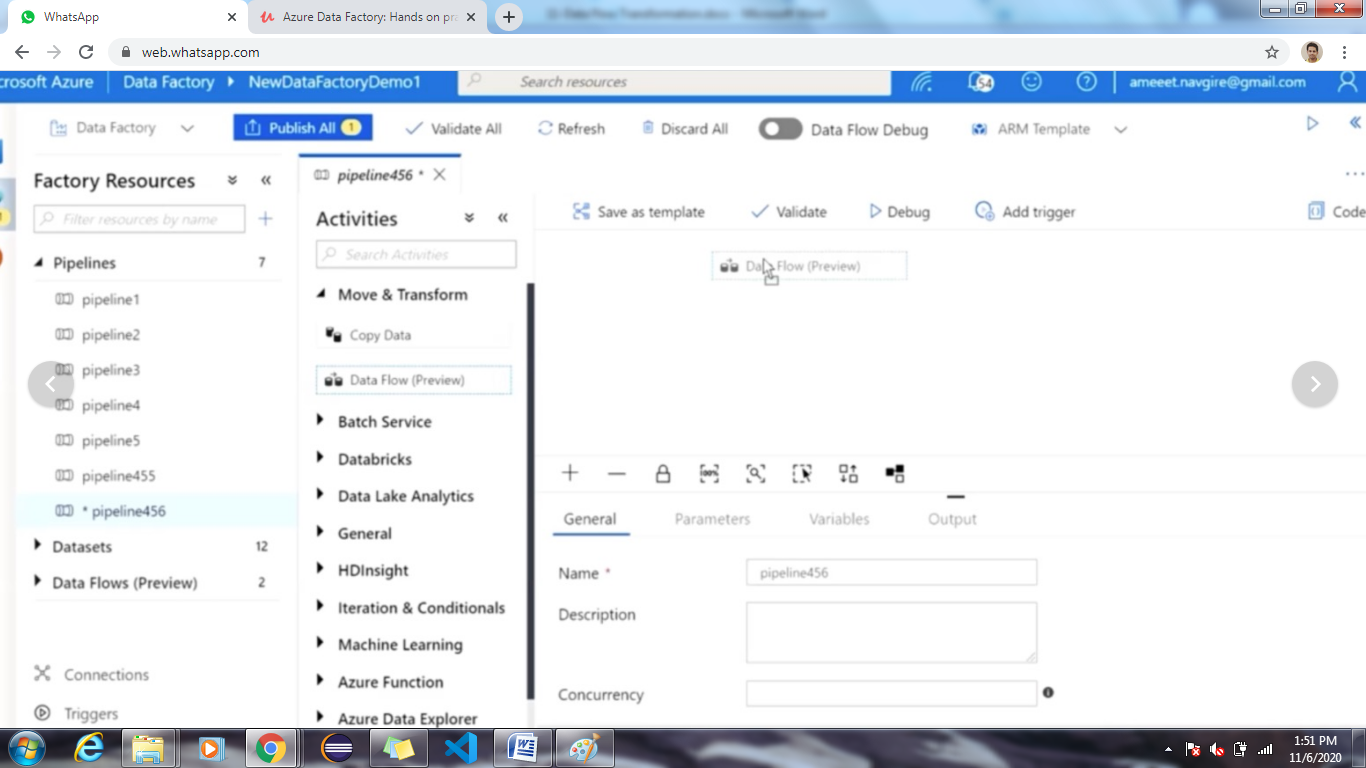 WhatsApp
Azure Data Factory: Hands on pra
web.whatsapp.com
crosoft Azure
Data Factory
NewDataFactoryDemo1
Search resources
54
ameeet.navgire@gmail.com
Data Factory
Publish All 1
Validate All
Refresh
Discard All
Data Flow Debug
ARM Template
Factory Resources
Filter resources by name
Pipelines 7
pipeline1
pipeline2
pipeline3
pipeline4
pipeline5
pipeline455
* pipeline456
Datasets 12
Data Flows (Preview) 2
Connections
Triggers
pipeline456 *
Activities
Search Activities
Move & Transform
Copy Data
Data Flow (Preview)
Batch Service
Databricks
Data Lake Analytics
General
HDInsight
Iteration & Conditionals
Machine Learning
Azure Function
Azure Data Explorer
Save as template
Validate
Debug
Add trigger
Code
Data Flow (Preview)
100%
General
Parameters
Variables
Output
Name *
pipeline456
Description
Concurrency
1:51 PM
11/6/2020